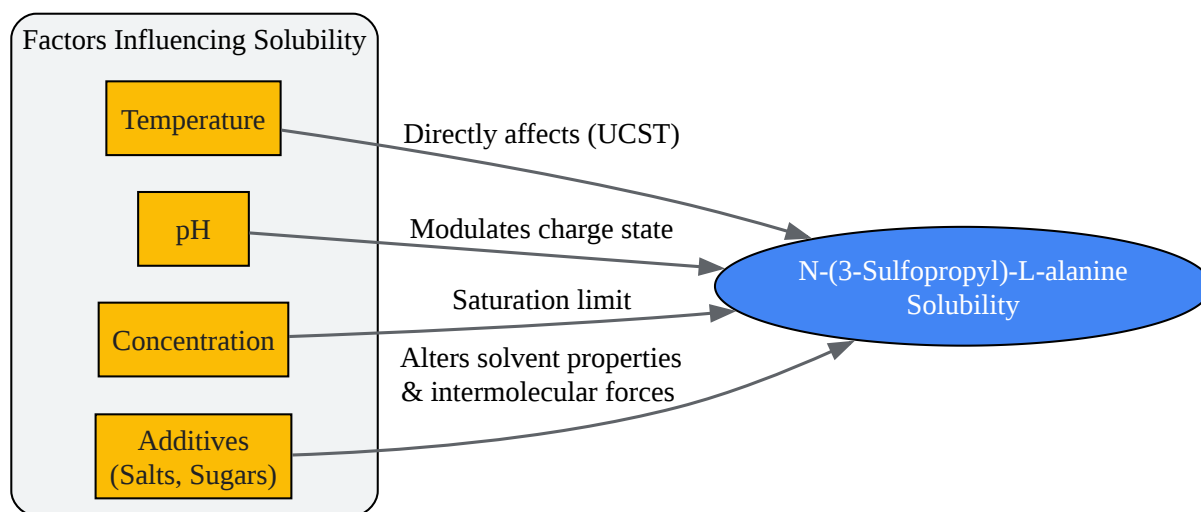 Factors Influencing Solubility
Temperature
Directly affects (UCST)
pH
Modulates charge state
N-(3-Sulfopropyl)-L-alanine
Solubility
Concentration
Saturation limit
Alters solvent properties
& intermolecular forces
Additives
(Salts, Sugars)